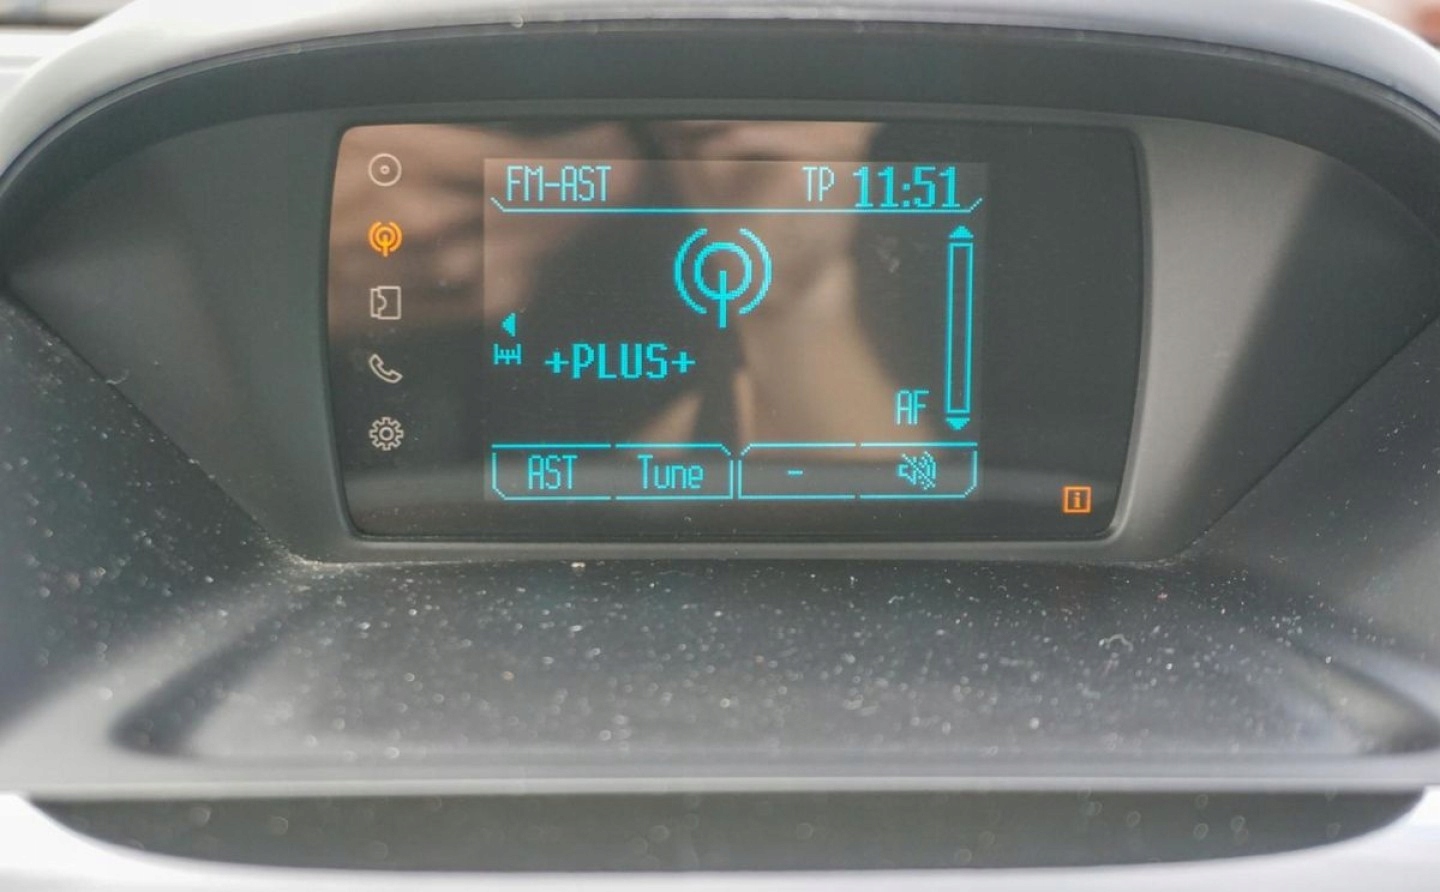 FM-AST TP 11:51
+PLUS+
AF
AST Tune -
i